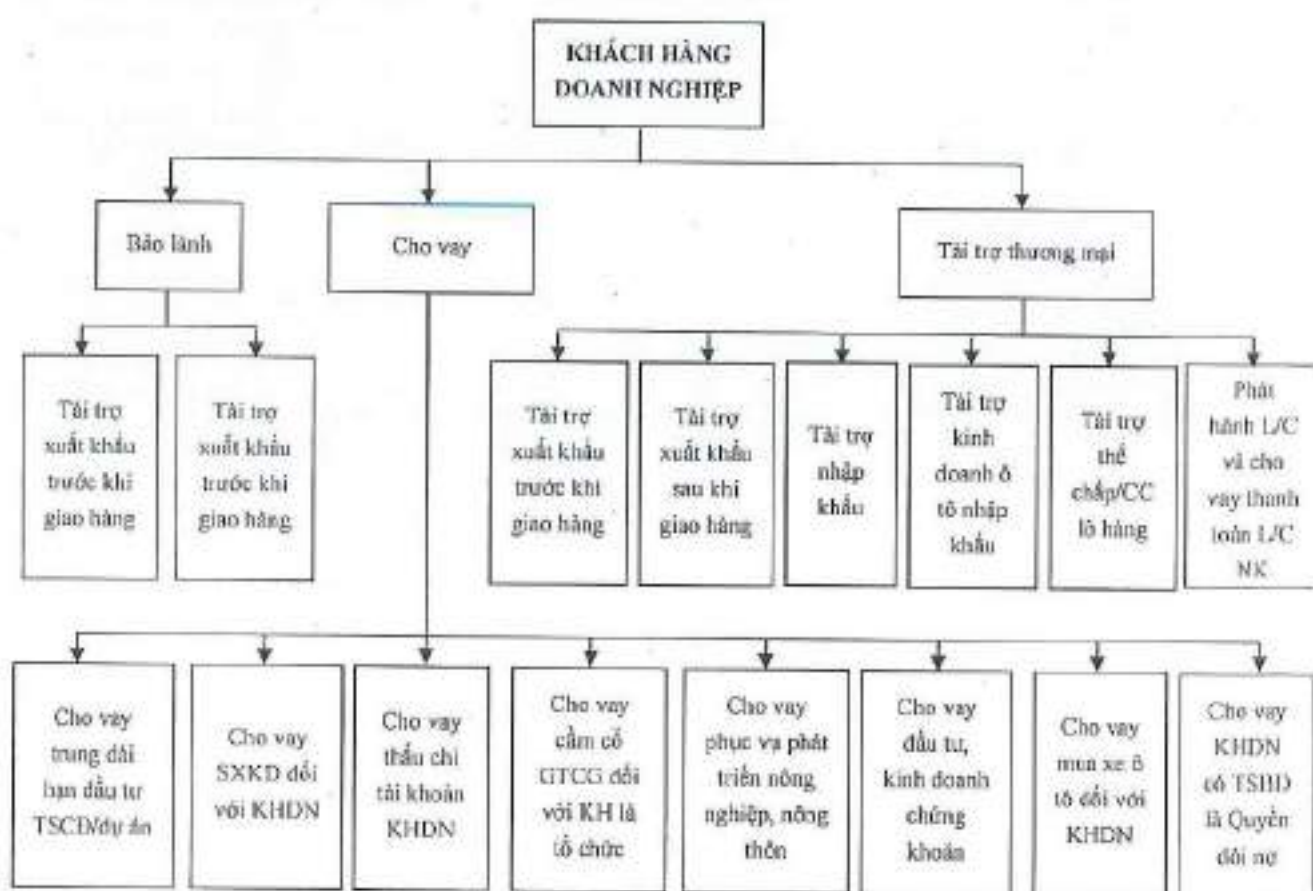 KHÁCH HÀNG
DOANH NGHIỆP
Bảo lãnh
Cho vay
Tài trợ thương mại
Tài trợ
xuất khẩu
trước khi
giao hàng
Tài trợ
xuất khẩu
trước khi
giao hàng
Tài trợ
xuất khẩu
trước khi
giao hàng
Tài trợ
xuất khẩu
sau khi
giao hàng
Tài trợ
nhập
khẩu
Tài trợ
kinh
doanh ô
tô nhập
khẩu
Tài trợ
thế
chấp/CC
lô hàng
Phát
hành L/C
và cho
vay thanh
toán L/C
NK
Cho vay
trung dài
hạn đầu tư
TSCĐ/dự án
Cho vay
SXKD đối
với KHDN
Cho vay
thấu chi
tài khoản
KHDN
Cho vay
cầm cố
GTCG đối
với KH là
tổ chức
Cho vay
phục vụ phát
triển nông
nghiệp, nông
thôn
Cho vay
đầu tư,
kinh doanh
chứng
khoán
Cho vay
mua xe ô
tô đối với
KHDN
Cho vay
KHDN
có TSBĐ
là Quyền
đòi nợ